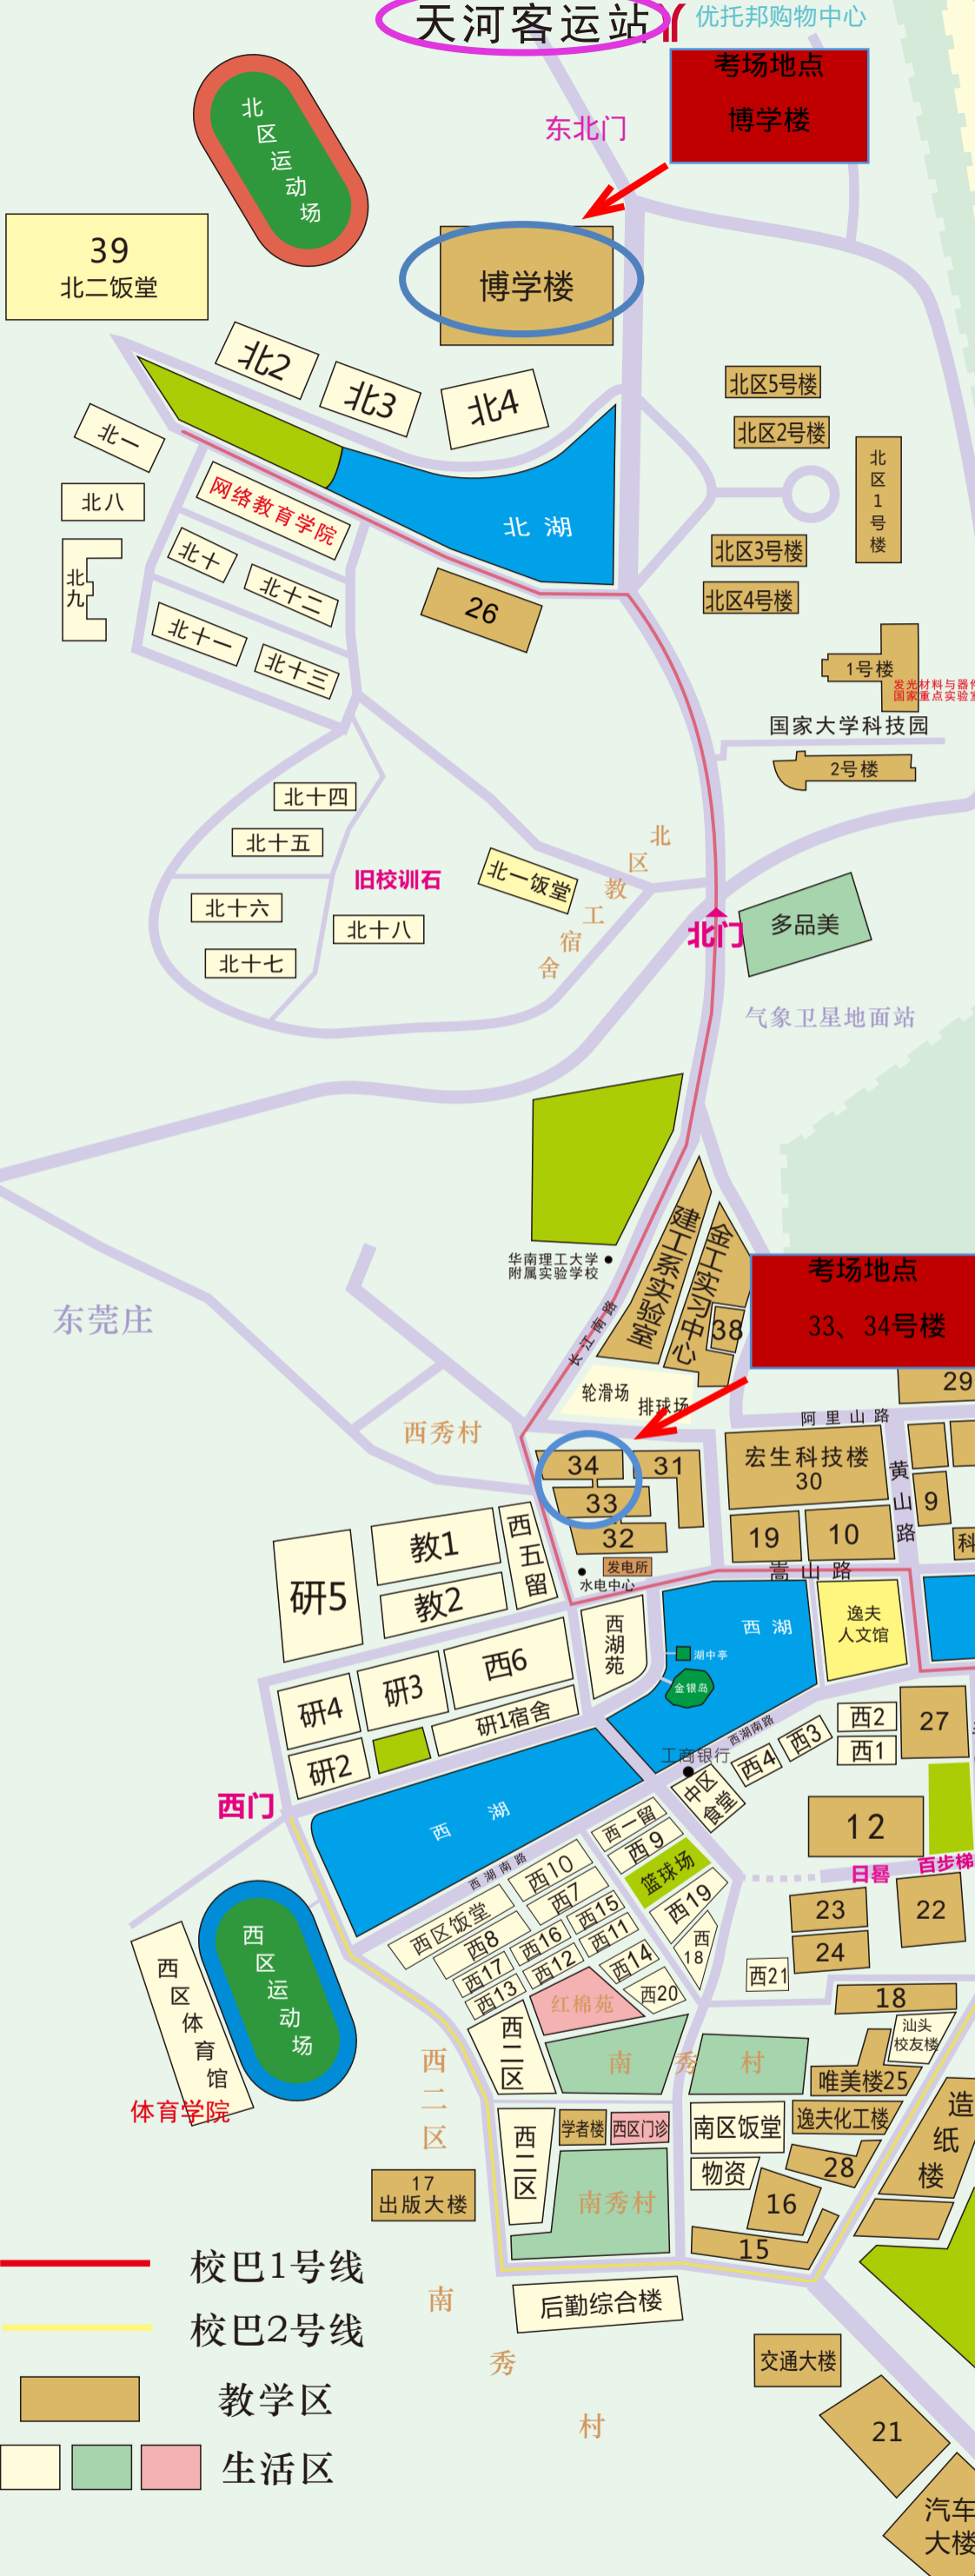 天河客运站
优托邦购物中心
考场地点
博学楼
东北门
北区运动场
39
北二饭堂
博学楼
北2
北3
北4
北一
北八
北九
网络教育学院
北十
北十二
北十一
北十三
北湖
26
北区5号楼
北区2号楼
北区1号楼
北区3号楼
北区4号楼
1号楼
发光材料与器件
国家重点实验室
国家大学科技园
2号楼
北十四
北十五
北十六
北十七
北十八
旧校训石
北一饭堂
北区教工宿舍
北门
多品美
气象卫星地面站
华南理工大学
附属实验学校
东莞庄
长江南路
建工系实验室
金工实习中心
38
考场地点
33、34号楼
轮滑场
排球场
西秀村
29
阿里山路
34
31
33
32
发电所
水电中心
宏生科技楼
30
黄山路
9
19
10
科
嵩山路
教1
教2
西五留
研5
研4
研3
西6
研1宿舍
研2
西湖苑
西湖
湖中亭
金银岛
逸夫
人文馆
西湖南路
工商银行
西2
西1
27
西3
西4
中区
食堂
12
西门
西湖
西湖南路
西一留
西9
篮球场
西19
西18
日晷
百步梯
23
24
22
西10
西7
西区饭堂
西8
西15
西11
西16
西12
西17
西13
西14
西20
西21
红棉苑
18
汕头
校友楼
西区体育馆
西区运动场
体育学院
西二区
西二区
南秀村
唯美楼25
逸夫化工楼
造纸楼
西二区
学者楼
西区门诊
南区饭堂
物资
28
16
15
17
出版大楼
南秀村
后勤综合楼
南秀村
交通大楼
21
汽车
大楼
校巴1号线
校巴2号线
教学区
生活区